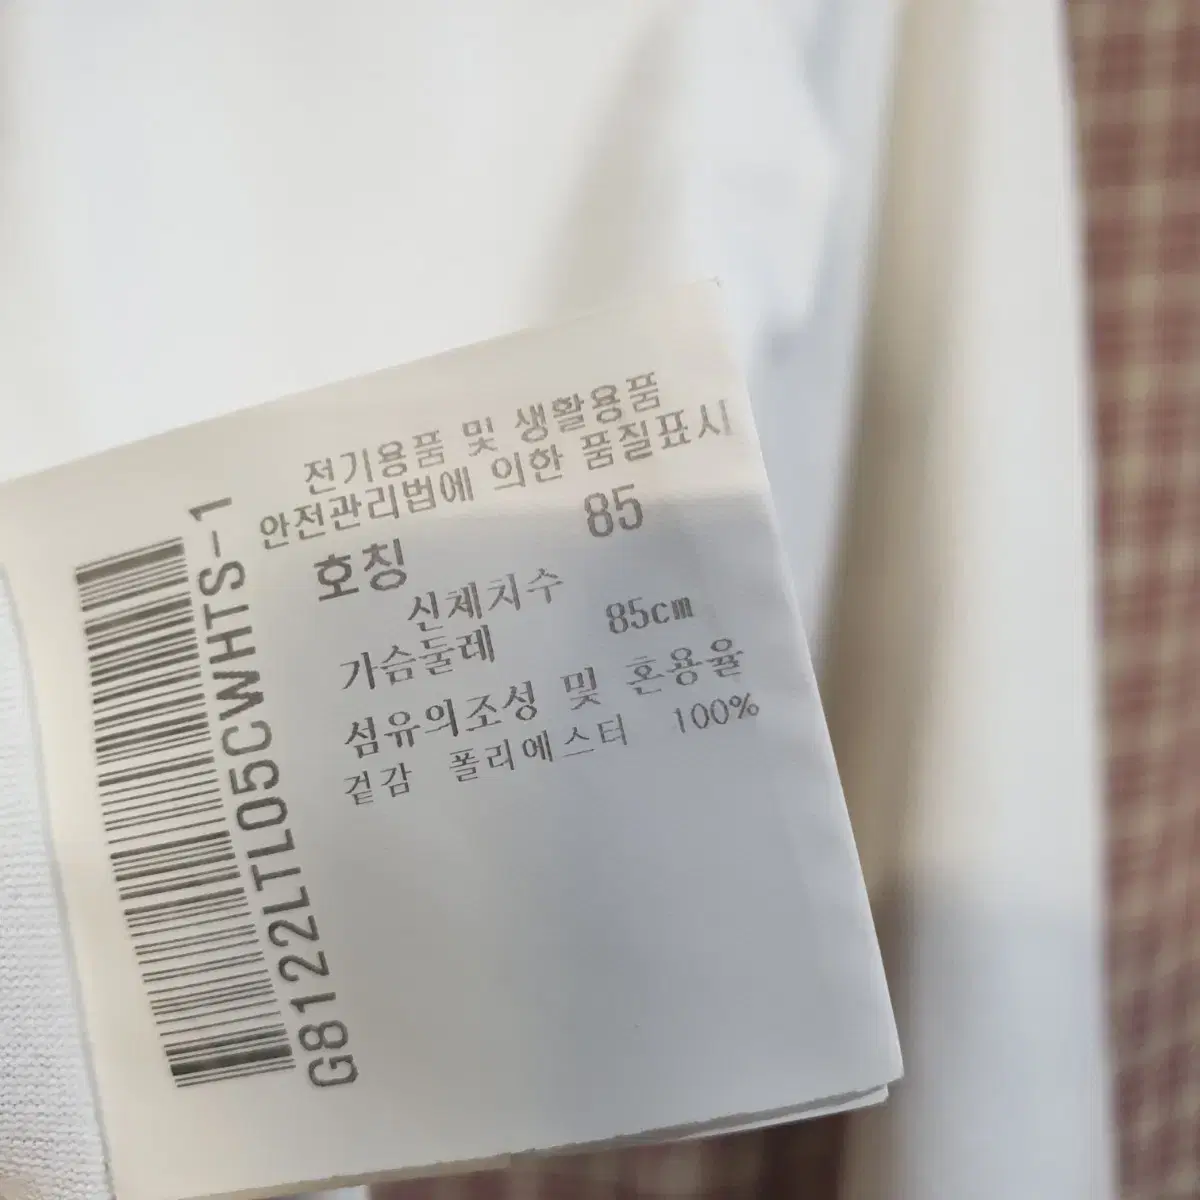 전기용품 및 생활용품
안전관리법에 의한 품질표시
호칭 85
신체치수
가슴둘레 85cm
섬유의조성 및 혼용율
겉감 폴리에스터 100%
G8122LTL05CWHTS-1